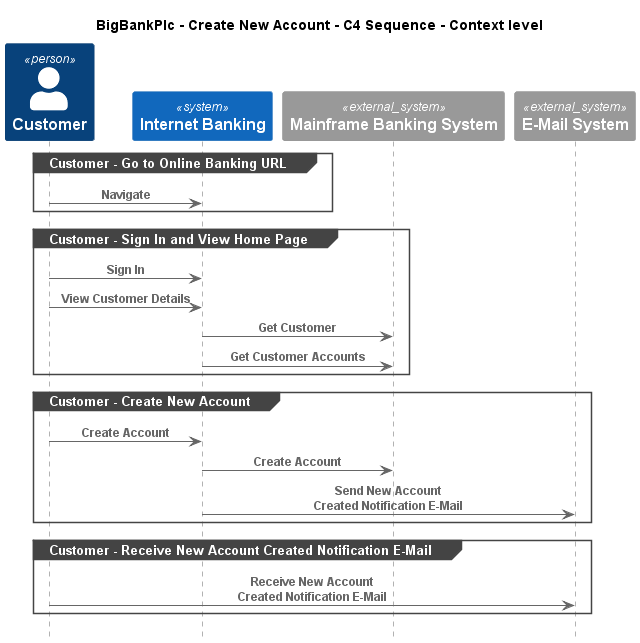 BigBankPlc - Create New Account - C4 Sequence - Context level
«person»
Customer
«system»
Internet Banking
«external_system»
Mainframe Banking System
«external_system»
E-Mail System
Customer - Go to Online Banking URL
Navigate
Customer - Sign In and View Home Page
Sign In
View Customer Details
Get Customer
Get Customer Accounts
Customer - Create New Account
Create Account
Create Account
Send New Account
Created Notification E-Mail
Customer - Receive New Account Created Notification E-Mail
Receive New Account
Created Notification E-Mail